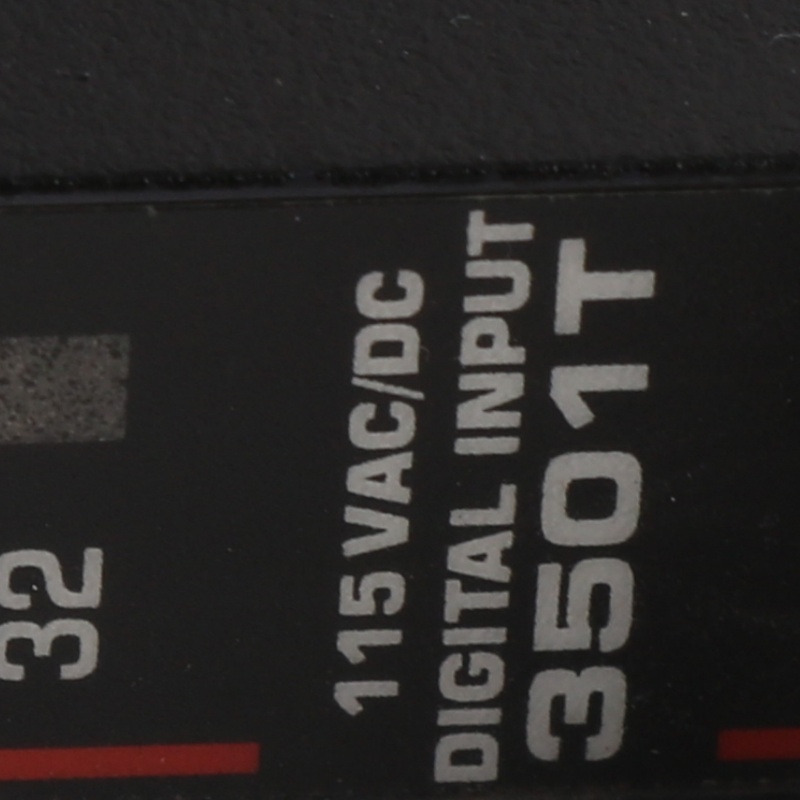 32
115 VAC/DC
DIGITAL INPUT
3501T